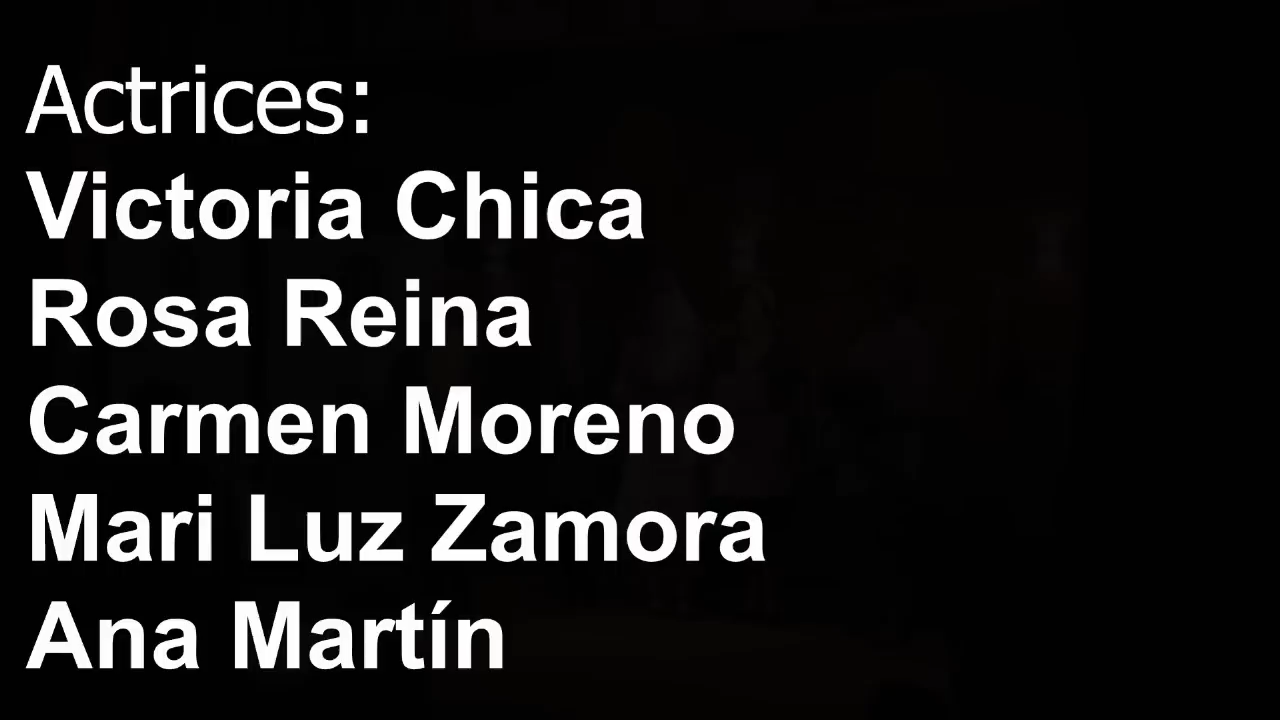 Actrices:
Victoria Chica
Rosa Reina
Carmen Moreno
Mari Luz Zamora
Ana Martín